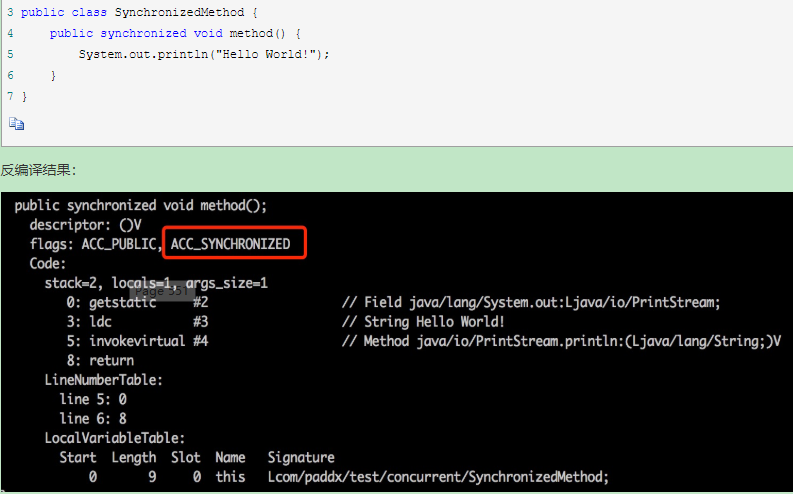 3 public class SynchronizedMethod {
4     public synchronized void method() {
5         System.out.println("Hello World!");
6     }
7 }
反编译结果：
public synchronized void method();
  descriptor: ()V
  flags: ACC_PUBLIC, ACC_SYNCHRONIZED
  Code:
    stack=2, locals=1, args_size=1
Page 351
       0: getstatic     #2                  // Field java/lang/System.out:Ljava/io/PrintStream;
       3: ldc           #3                  // String Hello World!
       5: invokevirtual #4                  // Method java/io/PrintStream.println:(Ljava/lang/String;)V
       8: return
    LineNumberTable:
      line 5: 0
      line 6: 8
    LocalVariableTable:
      Start  Length  Slot  Name   Signature
          0       9     0  this   Lcom/paddx/test/concurrent/SynchronizedMethod;